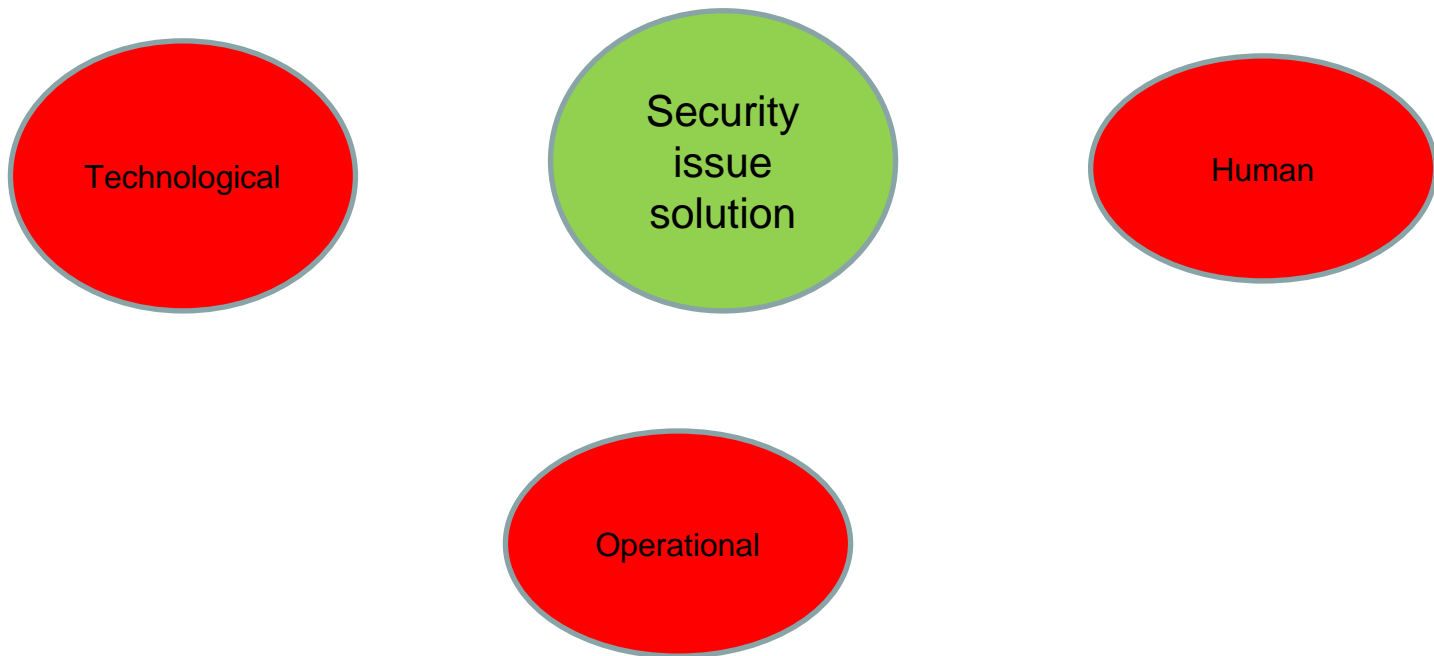 Technological
Security
issue
solution
Human
Operational